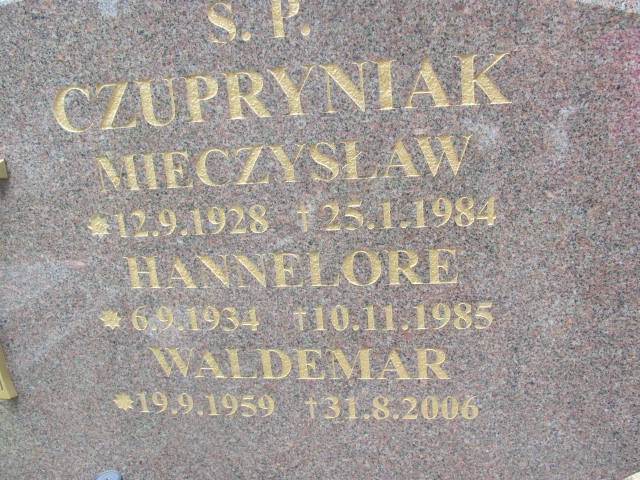 S. P.
CZUPRYNIAK
MIECZYSŁAW
* 12.9.1928 † 25.1.1984
HANNELORE
* 6.9.1934 † 10.11.1985
WALDEMAR
* 19.9.1959 † 31.8.2006